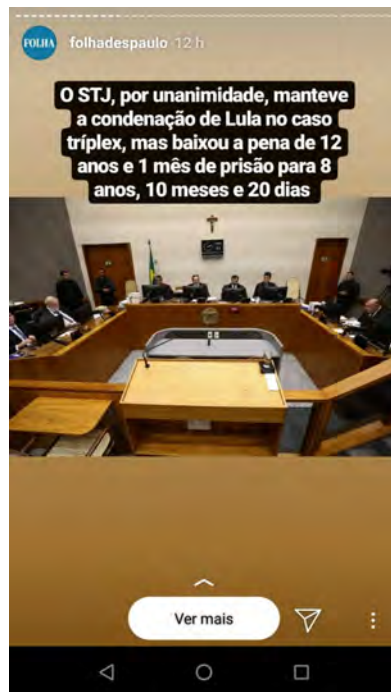 FOLHA
folhadespaulo 12 h
O STJ, por unanimidade, manteve
a condenação de Lula no caso
tríplex, mas baixou a pena de 12
anos e 1 mês de prisão para 8
anos, 10 meses e 20 dias
Ver mais